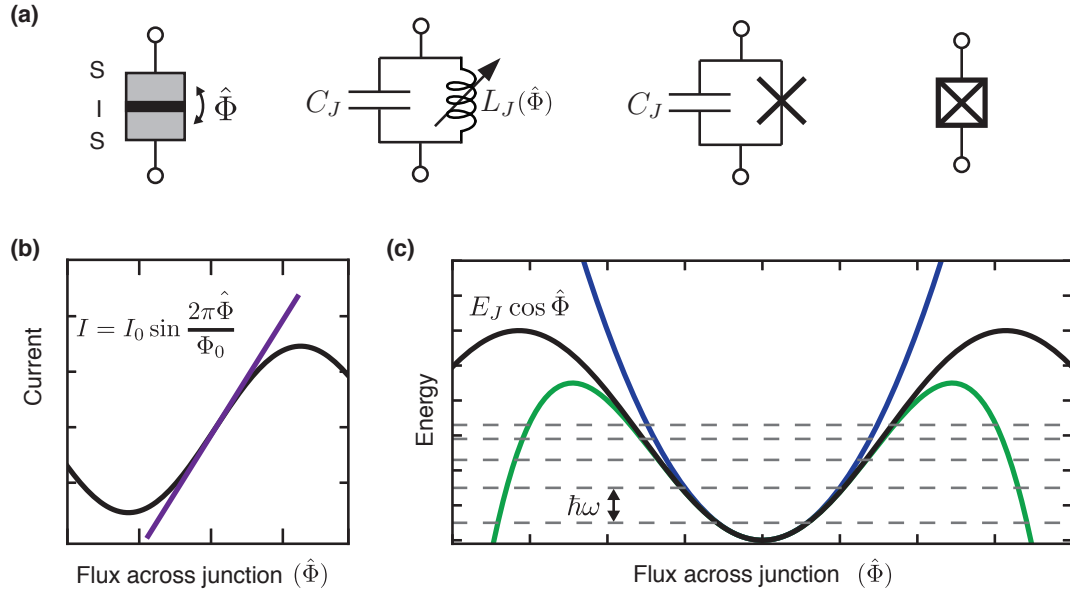 (a)
S
I
S
Φ̂
C_J
L_J(Φ̂)
C_J
(b)
I = I_0 sin 2πΦ̂/Φ_0
Current
Flux across junction (Φ̂)
(c)
E_J cos Φ̂
ħω
Energy
Flux across junction (Φ̂)